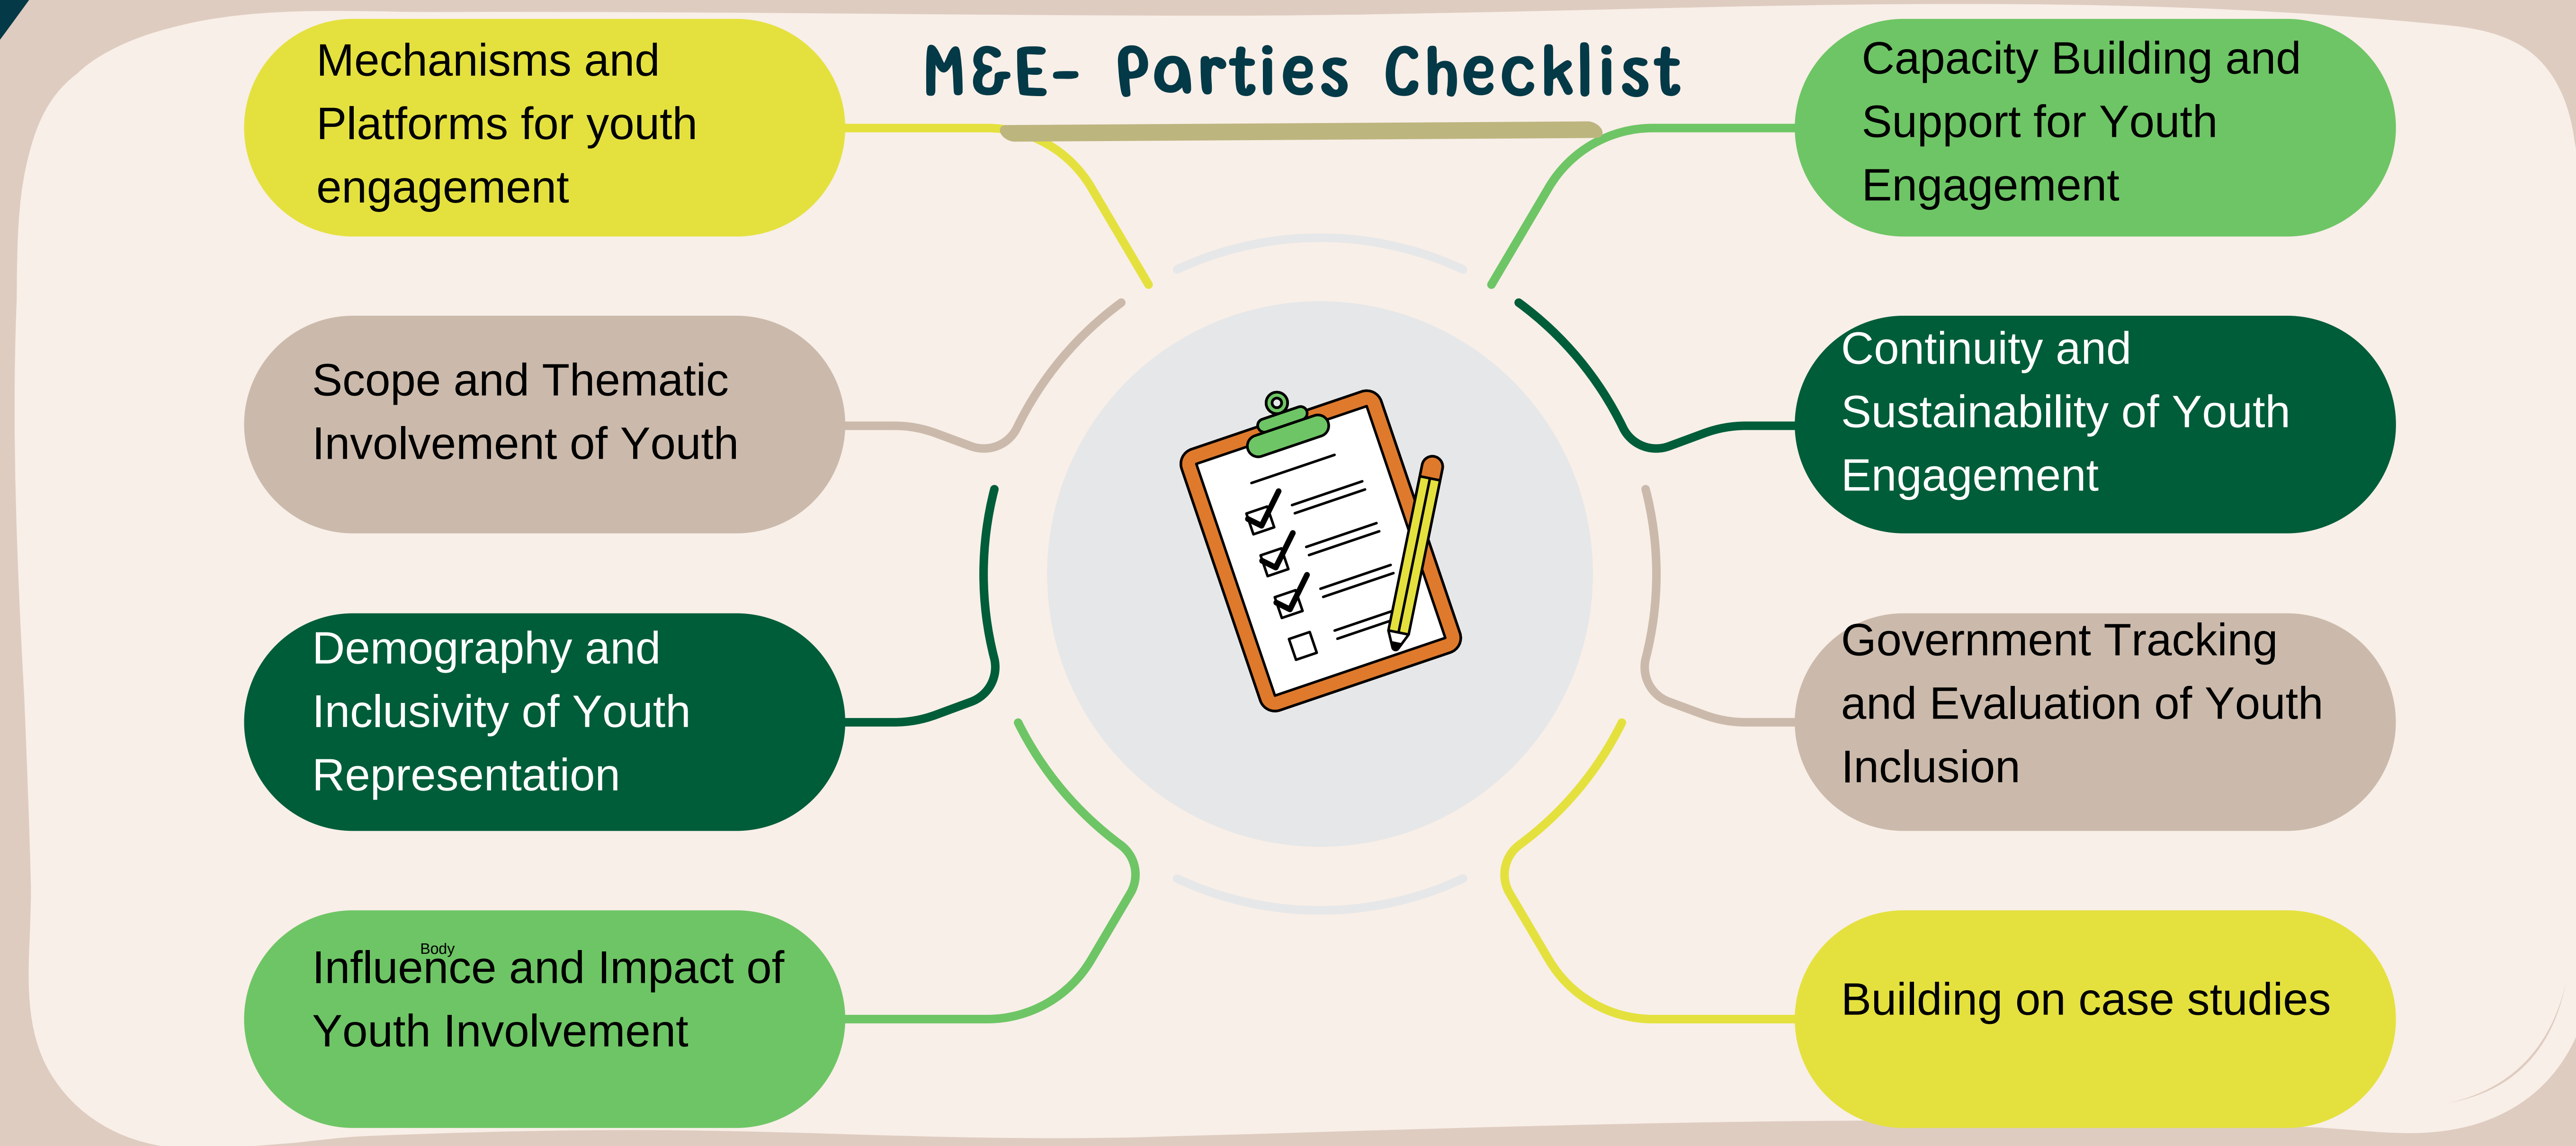 M&E- Parties Checklist
Mechanisms and
Platforms for youth
engagement
Scope and Thematic
Involvement of Youth
Demography and
Inclusivity of Youth
Representation
Body
Influence and Impact of
Youth Involvement
Capacity Building and
Support for Youth
Engagement
Continuity and
Sustainability of Youth
Engagement
Government Tracking
and Evaluation of Youth
Inclusion
Building on case studies